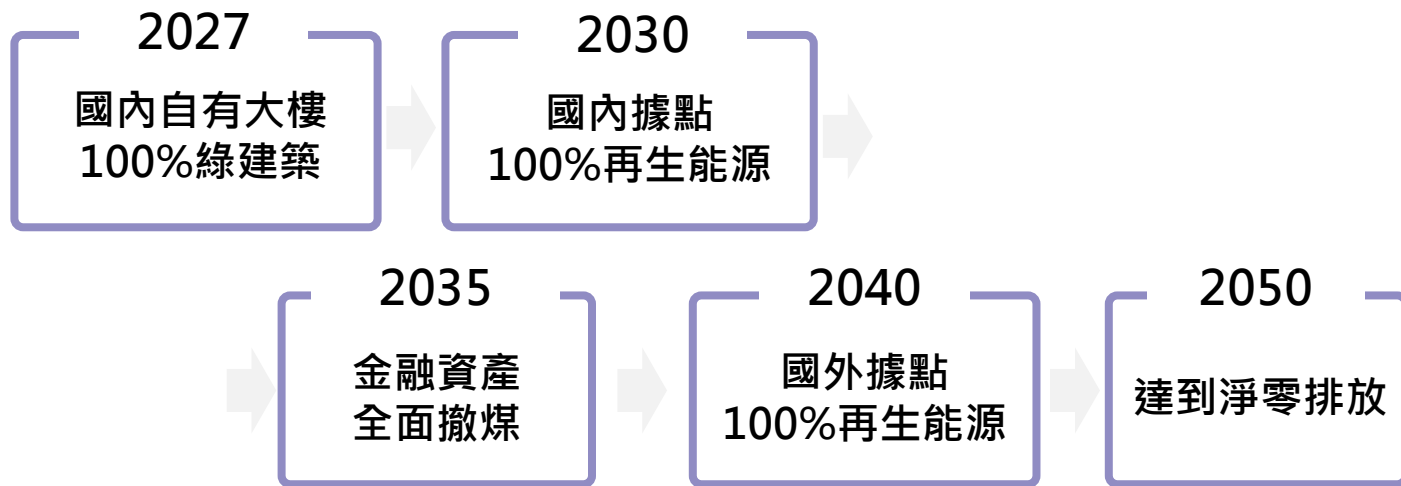 2027
國內自有大樓
100%綠建築
2030
國內據點
100%再生能源
2035
金融資產
全面撤煤
2040
國外據點
100%再生能源
2050
達到淨零排放